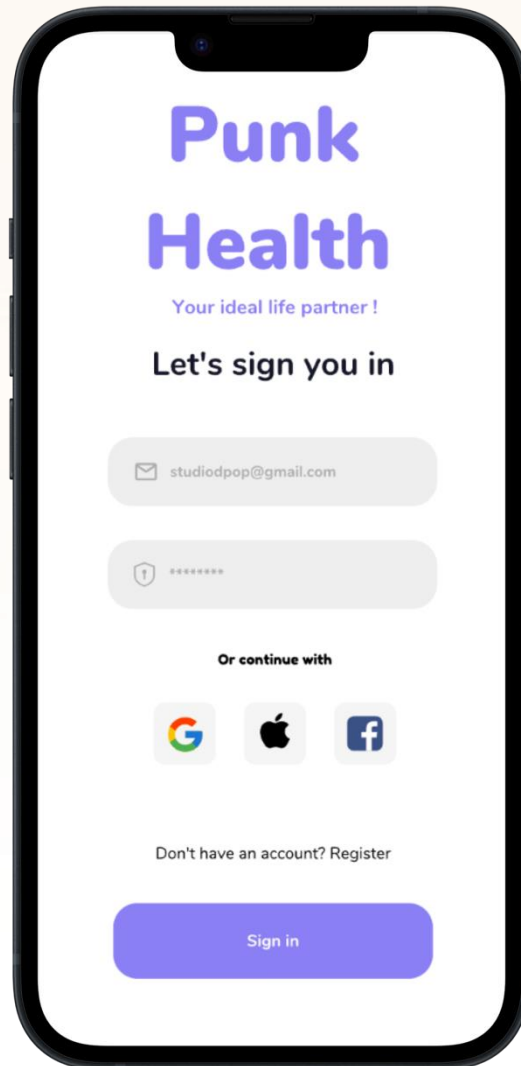 Punk
Health
Your ideal life partner !
Let's sign you in
studiodpop@gmail.com
********
Or continue with
Don't have an account? Register
Sign in